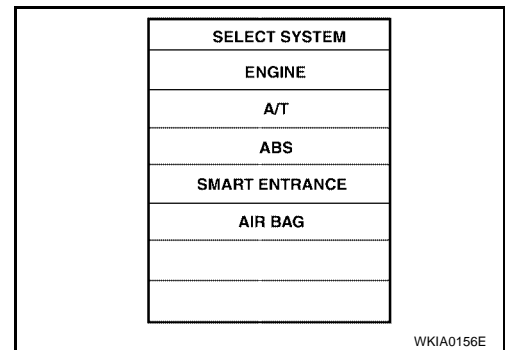 SELECT SYSTEM
ENGINE
A/T
ABS
SMART ENTRANCE
AIR BAG
WKIA0156E